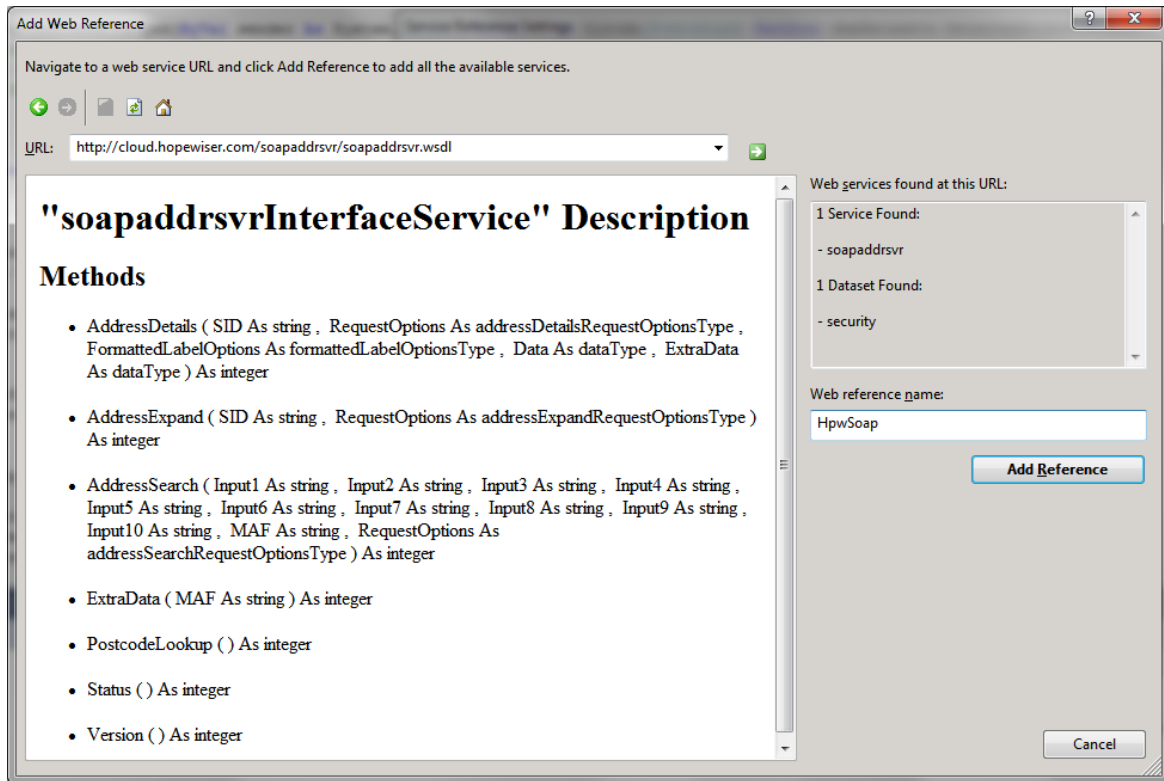 Add Web Reference
Navigate to a web service URL and click Add Reference to add all the available services.
URL: http://cloud.hopewiser.com/soapaddrsvr/soapaddrsvr.wsdl
"soapaddrsvrInterfaceService" Description
Methods
• AddressDetails ( SID As string , RequestOptions As addressDetailsRequestOptionsType ,
FormattedLabelOptions As formattedLabelOptionsType , Data As dataType , ExtraData
As dataType ) As integer
• AddressExpand ( SID As string , RequestOptions As addressExpandRequestOptionsType )
As integer
• AddressSearch ( Input1 As string , Input2 As string , Input3 As string , Input4 As string ,
Input5 As string , Input6 As string , Input7 As string , Input8 As string , Input9 As string ,
Input10 As string , MAF As string , RequestOptions As
addressSearchRequestOptionsType ) As integer
• ExtraData ( MAF As string ) As integer
• PostcodeLookup ( ) As integer
• Status ( ) As integer
• Version ( ) As integer
Web services found at this URL:
1 Service Found:
- soapaddrsvr
1 Dataset Found:
- security
Web reference name:
HpwSoap
Add Reference
Cancel